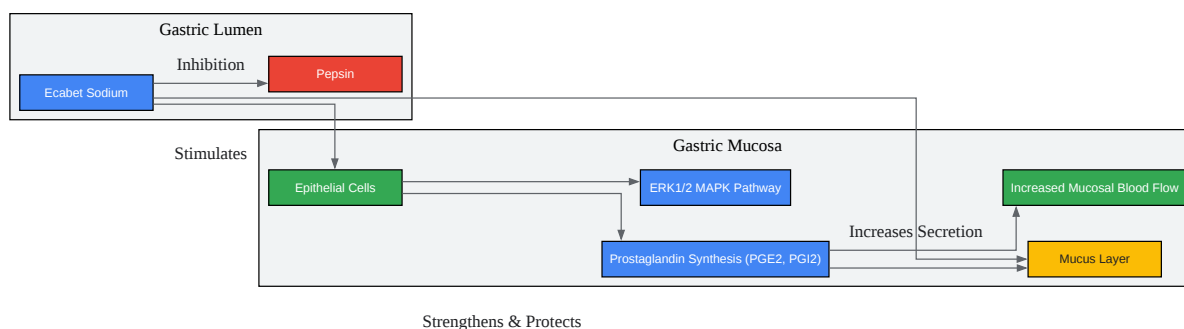 Gastric Lumen
Inhibition
Pepsin
Ecabet Sodium
Stimulates
Gastric Mucosa
Epithelial Cells
ERK1/2 MAPK Pathway
Increased Mucosal Blood Flow
Increases Secretion
Prostaglandin Synthesis (PGE2, PGI2)
Mucus Layer
Strengthens & Protects